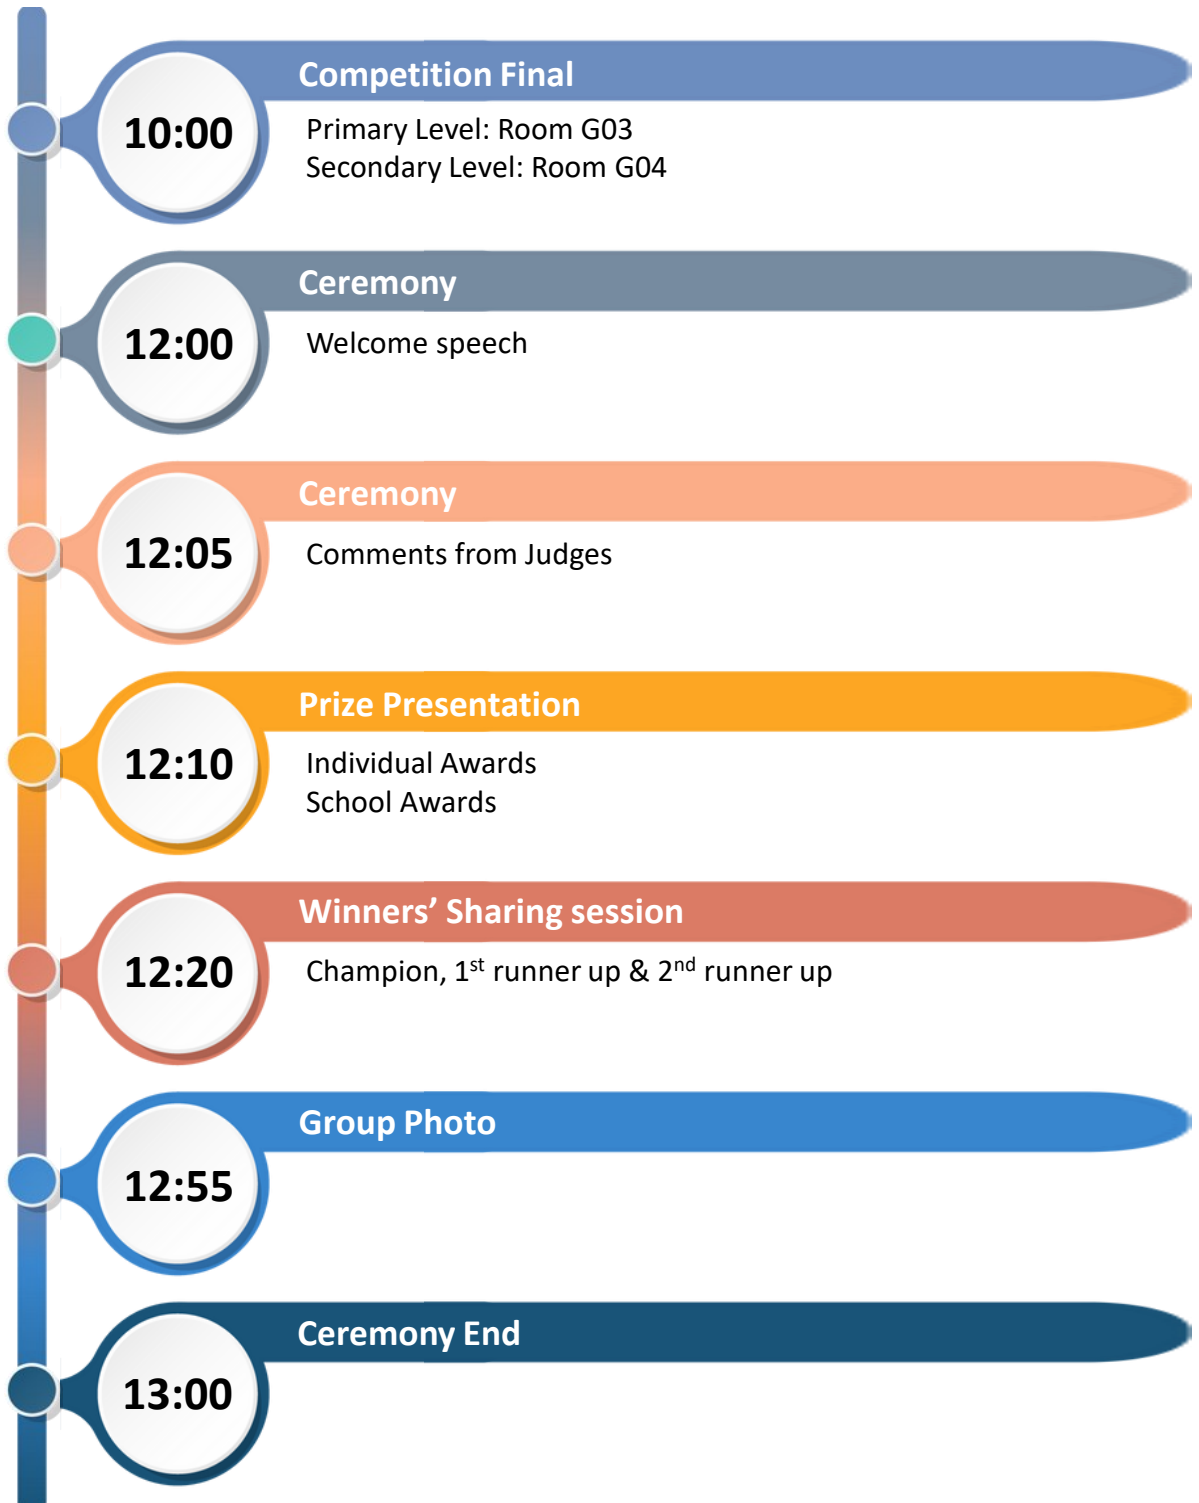 Competition Final
10:00
Primary Level: Room G03
Secondary Level: Room G04
Ceremony
12:00
Welcome speech
Ceremony
12:05
Comments from Judges
Prize Presentation
12:10
Individual Awards
School Awards
Winners’ Sharing session
12:20
Champion, 1st runner up & 2nd runner up
Group Photo
12:55
Ceremony End
13:00